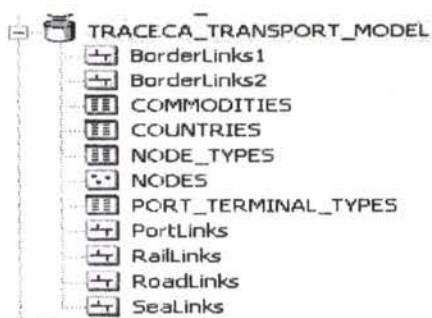 TRACECA_TRANSPORT_MODEL
BorderLinks1
BorderLinks2
COMMODITIES
COUNTRIES
NODE_TYPES
NODES
PORT_TERMINAL_TYPES
PortLinks
RailLinks
RoadLinks
SeaLinks